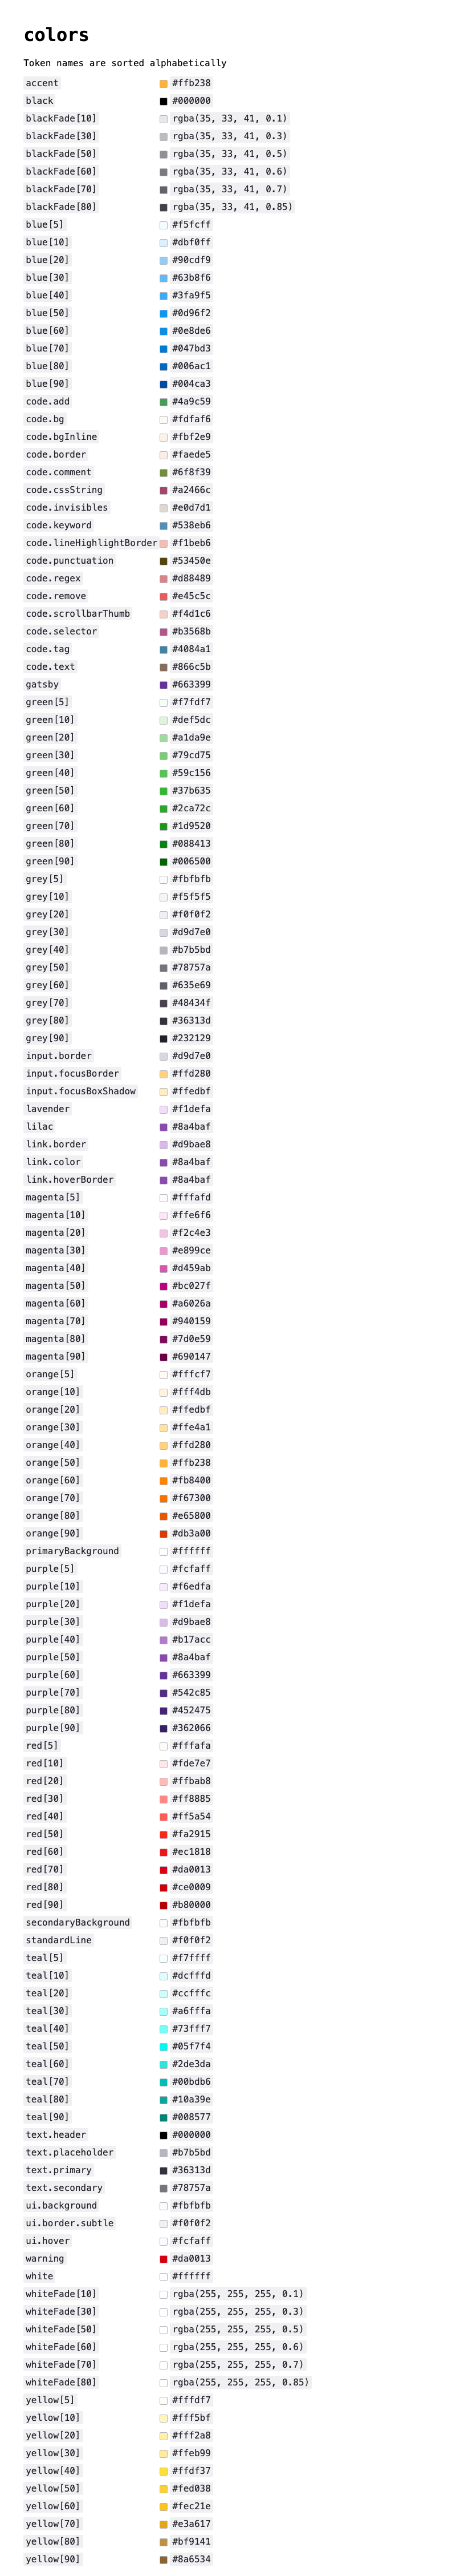 colors
Token names are sorted alphabetically
accent #ffb238
black #000000
blackFade[10] rgba(35, 33, 41, 0.1)
blackFade[30] rgba(35, 33, 41, 0.3)
blackFade[50] rgba(35, 33, 41, 0.5)
blackFade[60] rgba(35, 33, 41, 0.6)
blackFade[70] rgba(35, 33, 41, 0.7)
blackFade[80] rgba(35, 33, 41, 0.85)
blue[5] #f5fcff
blue[10] #dbf0ff
blue[20] #90cdf9
blue[30] #63b8f6
blue[40] #3fa9f5
blue[50] #0d96f2
blue[60] #0e8de6
blue[70] #047bd3
blue[80] #006ac1
blue[90] #004ca3
code.add #4a9c59
code.bg #fdfaf6
code.bgInline #fbf2e9
code.border #faede5
code.comment #6f8f39
code.cssString #a2466c
code.invisibles #e0d7d1
code.keyword #538eb6
code.lineHighlightBorder #f1beb6
code.punctuation #53450e
code.regex #d88489
code.remove #e45c5c
code.scrollbarThumb #f4d1c6
code.selector #b3568b
code.tag #4084a1
code.text #866c5b
gatsby #663399
green[5] #f7fdf7
green[10] #def5dc
green[20] #a1da9e
green[30] #79cd75
green[40] #59c156
green[50] #37b635
green[60] #2ca72c
green[70] #1d9520
green[80] #088413
green[90] #006500
grey[5] #fbfbfb
grey[10] #f5f5f5
grey[20] #f0f0f2
grey[30] #d9d7e0
grey[40] #b7b5bd
grey[50] #78757a
grey[60] #635e69
grey[70] #48434f
grey[80] #36313d
grey[90] #232129
input.border #d9d7e0
input.focusBorder #ffd280
input.focusBoxShadow #ffedbf
lavender #f1defa
lilac #8a4baf
link.border #d9bae8
link.color #8a4baf
link.hoverBorder #8a4baf
magenta[5] #fffafd
magenta[10] #ffe6f6
magenta[20] #f2c4e3
magenta[30] #e899ce
magenta[40] #d459ab
magenta[50] #bc027f
magenta[60] #a6026a
magenta[70] #940159
magenta[80] #7d0e59
magenta[90] #690147
orange[5] #fffcf7
orange[10] #fff4db
orange[20] #ffedbf
orange[30] #ffe4a1
orange[40] #ffd280
orange[50] #ffb238
orange[60] #fb8400
orange[70] #f67300
orange[80] #e65800
orange[90] #db3a00
primaryBackground #ffffff
purple[5] #fcfaff
purple[10] #f6edfa
purple[20] #f1defa
purple[30] #d9bae8
purple[40] #b17acc
purple[50] #8a4baf
purple[60] #663399
purple[70] #542c85
purple[80] #452475
purple[90] #362066
red[5] #fffafa
red[10] #fde7e7
red[20] #ffbab8
red[30] #ff8885
red[40] #ff5a54
red[50] #fa2915
red[60] #ec1818
red[70] #da0013
red[80] #ce0009
red[90] #b80000
secondaryBackground #fbfbfb
standardLine #f0f0f2
teal[5] #f7ffff
teal[10] #dcfffd
teal[20] #ccfffc
teal[30] #a6fffa
teal[40] #73fff7
teal[50] #05f7f4
teal[60] #2de3da
teal[70] #00bdb6
teal[80] #10a39e
teal[90] #008577
text.header #000000
text.placeholder #b7b5bd
text.primary #36313d
text.secondary #78757a
ui.background #fbfbfb
ui.border.subtle #f0f0f2
ui.hover #fcfaff
warning #da0013
white #ffffff
whiteFade[10] rgba(255, 255, 255, 0.1)
whiteFade[30] rgba(255, 255, 255, 0.3)
whiteFade[50] rgba(255, 255, 255, 0.5)
whiteFade[60] rgba(255, 255, 255, 0.6)
whiteFade[70] rgba(255, 255, 255, 0.7)
whiteFade[80] rgba(255, 255, 255, 0.85)
yellow[5] #fffdf7
yellow[10] #fff5bf
yellow[20] #fff2a8
yellow[30] #ffeb99
yellow[40] #ffdf37
yellow[50] #fed038
yellow[60] #fec21e
yellow[70] #e3a617
yellow[80] #bf9141
yellow[90] #8a6534